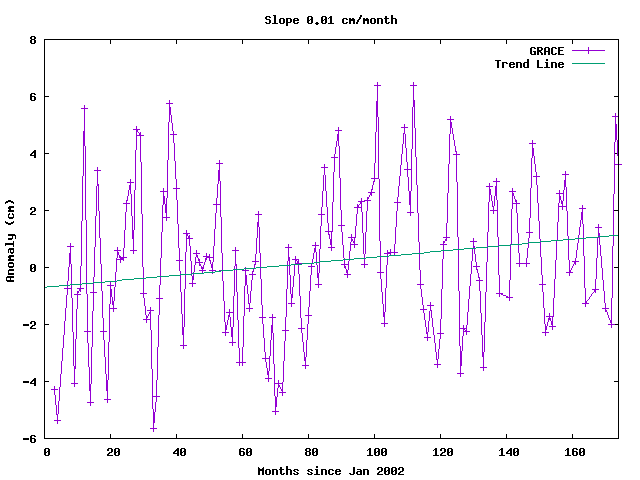 Slope 0.01 cm/month
GRACE
Trend Line
8
6
4
2
0
-2
-4
-6
Anomaly (cm)
0 20 40 60 80 100 120 140 160
Months since Jan 2002